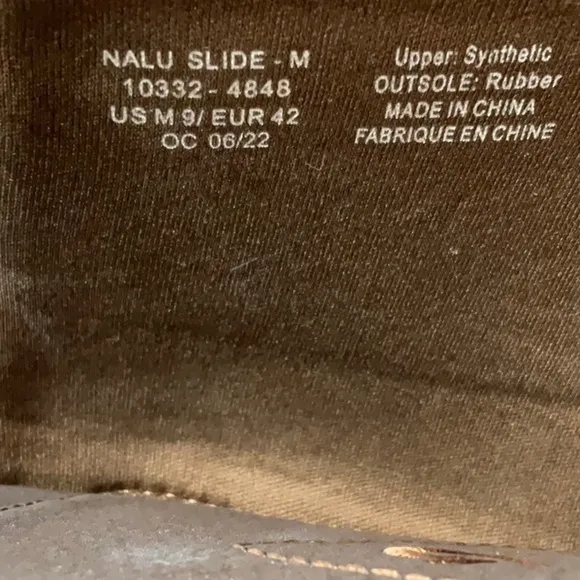 NALU SLIDE - M
10332 - 4848
US M 9/ EUR 42
OC 06/22
Upper: Synthetic
OUTSOLE: Rubber
MADE IN CHINA
FABRIQUE EN CHINE